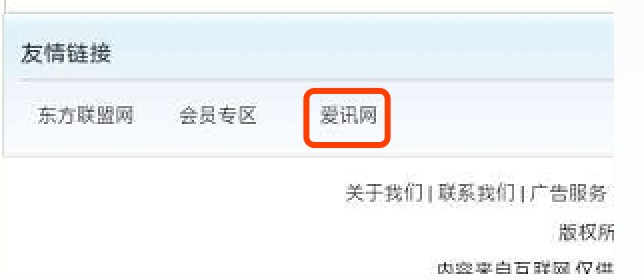 友情链接
东方联盟网 会员专区 爱讯网
关于我们 | 联系我们 | 广告服务
版权所
内容来自互联网,仅供